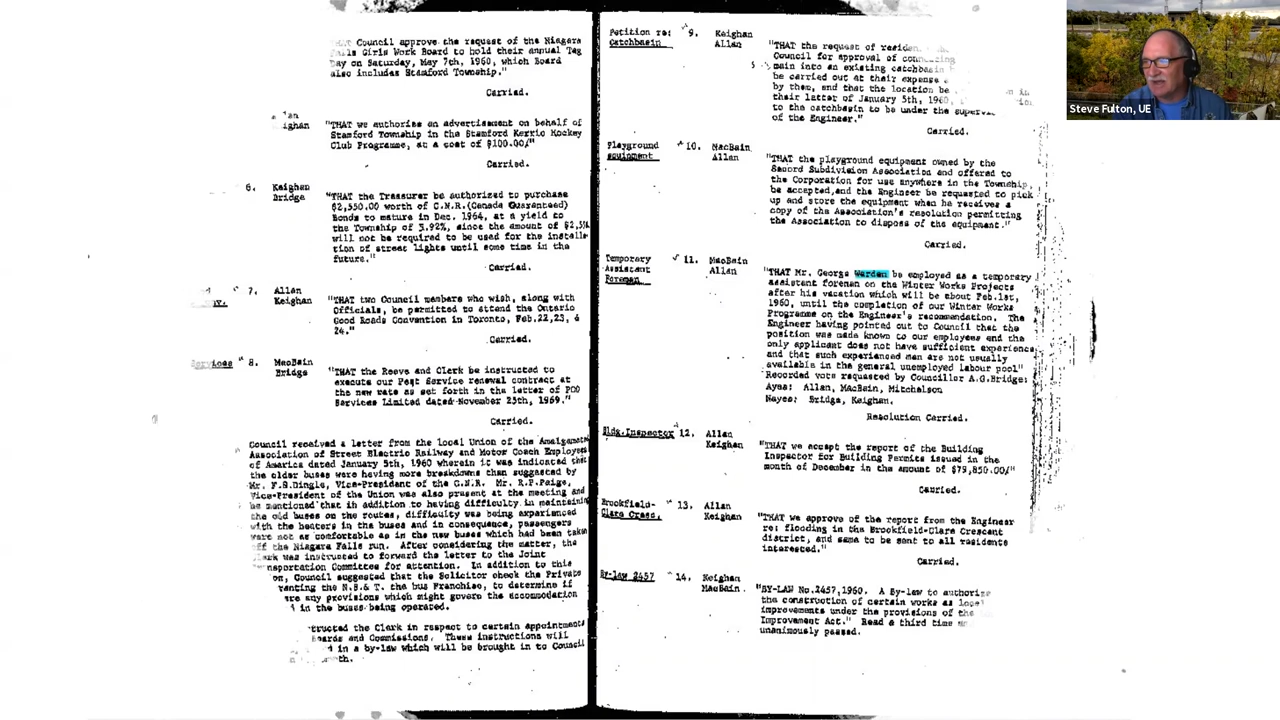 Council approve the request of the Niagara
Falls Girls Work Board to hold their annual Tag
Day on Saturday, May 7th, 1960, which Board
also includes Stamford Township."
Carried.
"THAT we authorize an advertisement on behalf of
Stamford Township in the Stamford Kerrio Hockey
Club Programme, at a cost of $100.00/"
Carried.
6. Keighan
Bridge
"THAT the Treasurer be authorized to purchase
$2,550.00 worth of C.N.R.(Canada Guaranteed)
Bonds to mature in Dec. 1964, at a yield to
the Township of 5.92%, since the amount of
will not be required to be used for the installa-
tion of street lights until some time in the
future."
Carried.
7. Allan
Keighan
"THAT two Council members who wish, along with
Officials, be permitted to attend the Ontario
Good Roads Convention in Toronto, Feb.22,23, &
24."
Carried.
Services 8. MacBain
Bridge
"THAT the Reeve and Clerk be instructed to
execute our Pest Service renewal contract at
the new rate as set forth in the letter of PCO
Services Limited dated November 25th, 1969."
Carried.
Council received a letter from the local Union of the Amalgamated
Association of Street Electric Railway and Motor Coach Employees
of America dated January 5th, 1960 wherein it was indicated that
the older buses were having more breakdowns than suggested by
Mr. F.S.Dingle, Vice-President of the C.N.R. Mr. R.F.Paige,
Vice-President of the Union was also present at the meeting and
he mentioned that in addition to having difficulty in maintaining
the old buses on the routes, difficulty was being experienced
with the heaters in the buses and in consequence, passengers
were not as comfortable as in the new buses which had been taken
off the Niagara Falls run. After considering the matter, the
Clerk was instructed to forward the letter to the Joint
Transportation Committee for attention. In addition to this
Council suggested that the Solicitor check the Private
granting the N.S.& T. the bus Franchise, to determine if
are any provisions which might govern the accommodation
in the buses being operated.
the Clerk in respect to certain appointments
Boards and Commissions. These instructions will
in a by-law which will be brought in to Council
Petition re: 9. Keighan
Catchbasin Allan
"THAT the request of
Council for approval of
main into an existing catchbasin
be carried out at their expense
by them, and that the location be
their letter of January 5th, 1960,
to the catchbasin to be under the
of the Engineer."
Carried.
Playground 10. MacBain
equipment Allan
"THAT the playground equipment owned by the
Secord Subdivision Association and offered to
the Corporation for use anywhere in the Township,
be accepted,and the Engineer be requested to pick
up and store the equipment when he receives a
copy of the Association's resolution permitting
the Association to dispose of the equipment."
Carried.
Temporary 11. MacBain
Assistant Allan
Foreman
"THAT Mr. George Warden be employed as a temporary
assistant foreman on the Winter Works Projects
after his vacation which will be about Feb.1st,
1960, until the completion of our Winter Works
Programme on the Engineer's recommendation. The
Engineer having pointed out to Council that the
position was made known to our employees and the
only applicant does not have sufficient experience
and that such experienced men are not usually
available in the general unemployed labour pool"
Recorded vote requested by Councillor A.G.Bridge:
Ayes: Allan, MacBain, Mitchelson
Nayes: Bridge, Keighan.
Resolution Carried.
Bldg.Inspector 12. Allan
Keighan
"THAT we accept the report of the Building
Inspector for Building Permits issued in the
month of December in the amount of $79,850.00/"
Carried.
Brookfield- 13. Allan
Clare Cresc. Keighan
"THAT we approve of the report from the Engineer
re: flooding in the Brookfield-Clare Crescent
district, and same to be sent to all residents
interested."
Carried.
By-law 2457 14. Keighan
MacBain.
"BY-LAW No.2457,1960. A By-law to authorize
the construction of certain works as local
improvements under the provisions of the
Improvement Act." Read a third time
unanimously passed.
Steve Fulton, UE